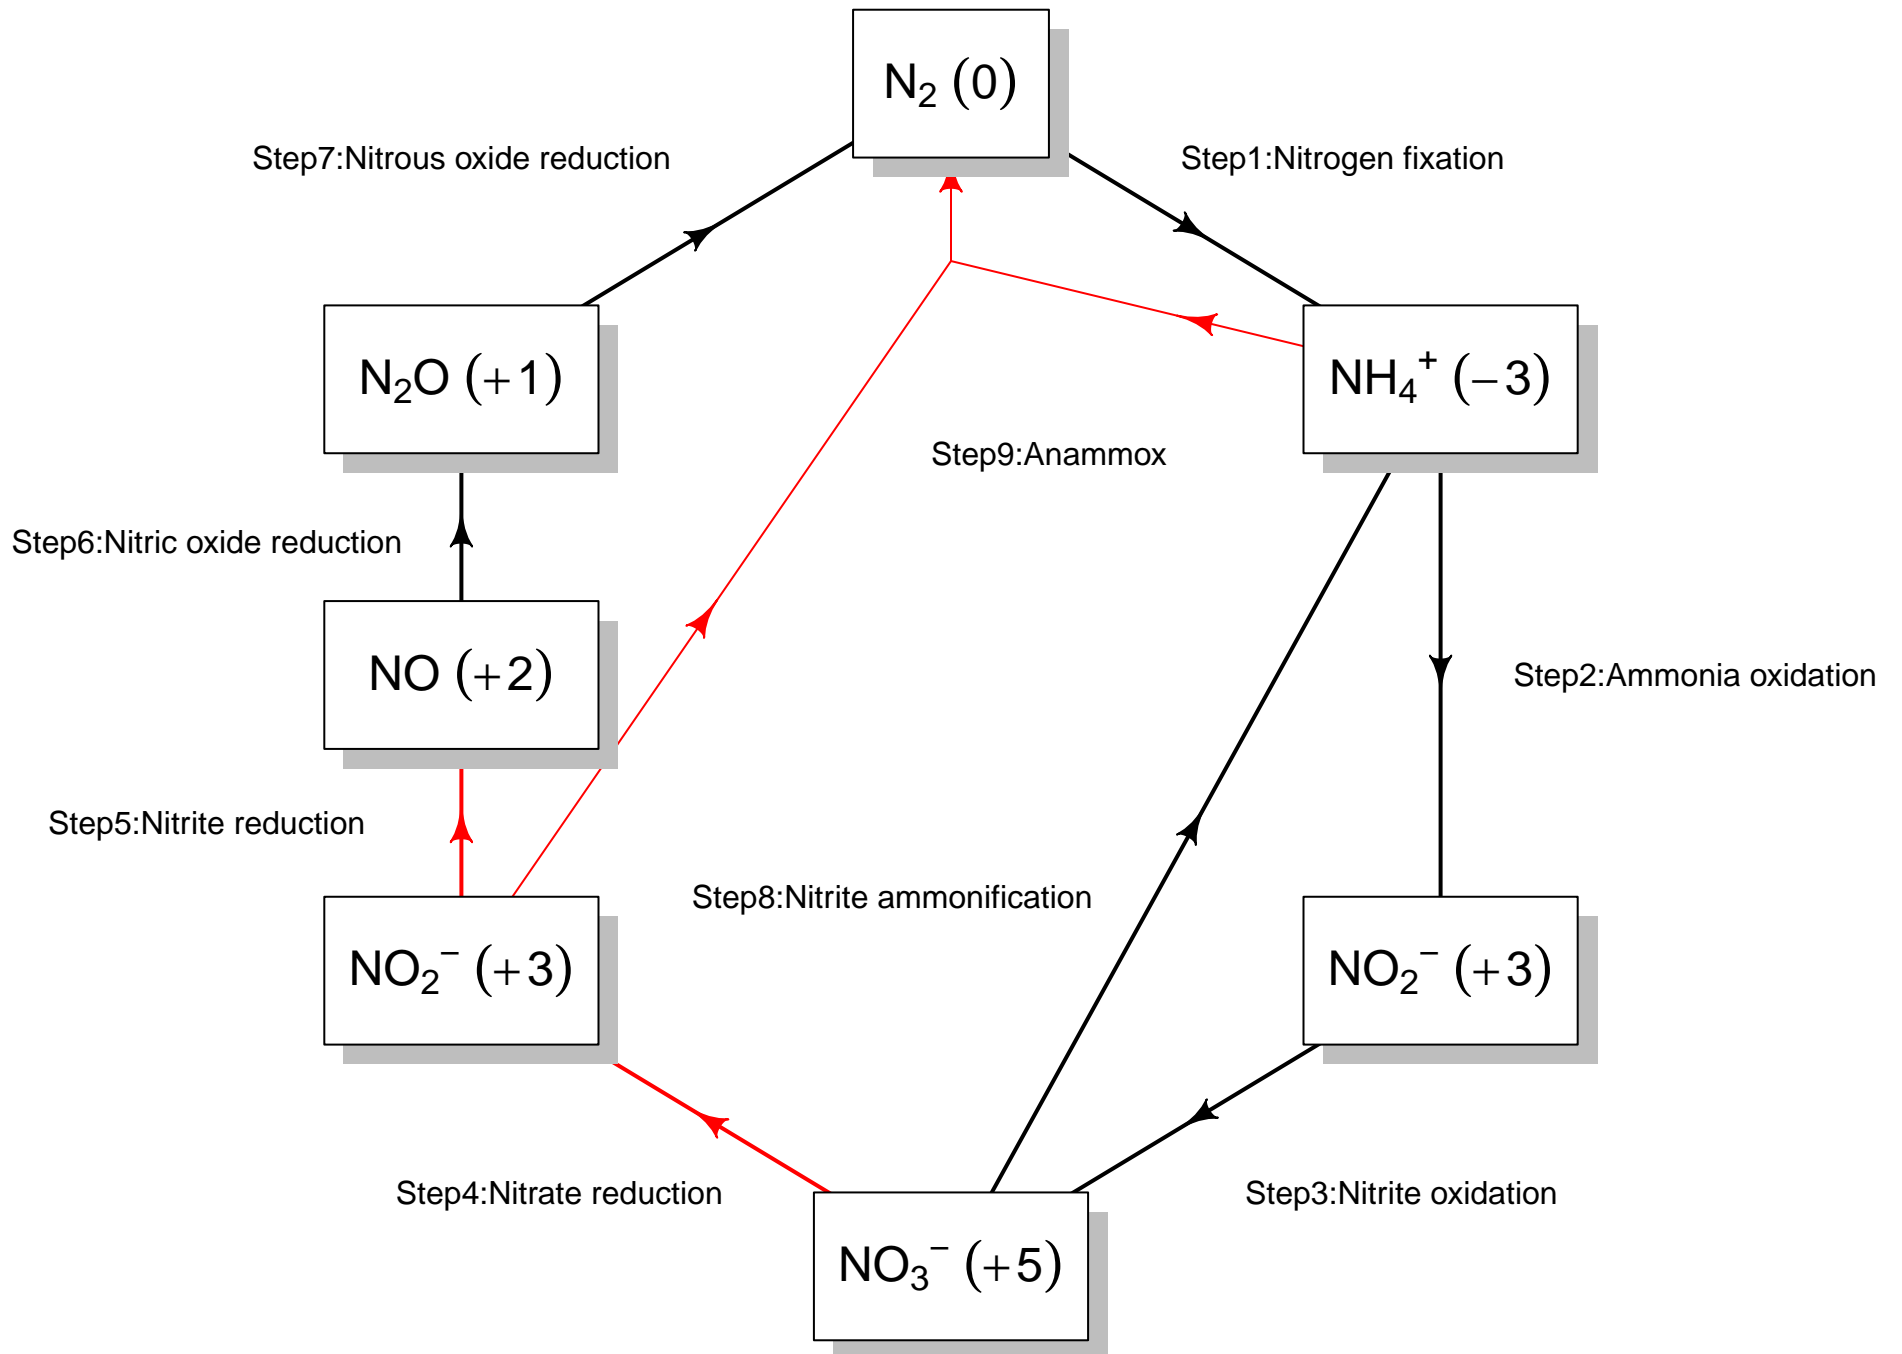 N₂ (0)
Step7:Nitrous oxide reduction
Step1:Nitrogen fixation
N₂O (+1)
NH₄⁺ (−3)
Step9:Anammox
Step6:Nitric oxide reduction
NO (+2)
Step2:Ammonia oxidation
Step5:Nitrite reduction
Step8:Nitrite ammonification
NO₂⁻ (+3)
NO₂⁻ (+3)
Step4:Nitrate reduction
Step3:Nitrite oxidation
NO₃⁻ (+5)